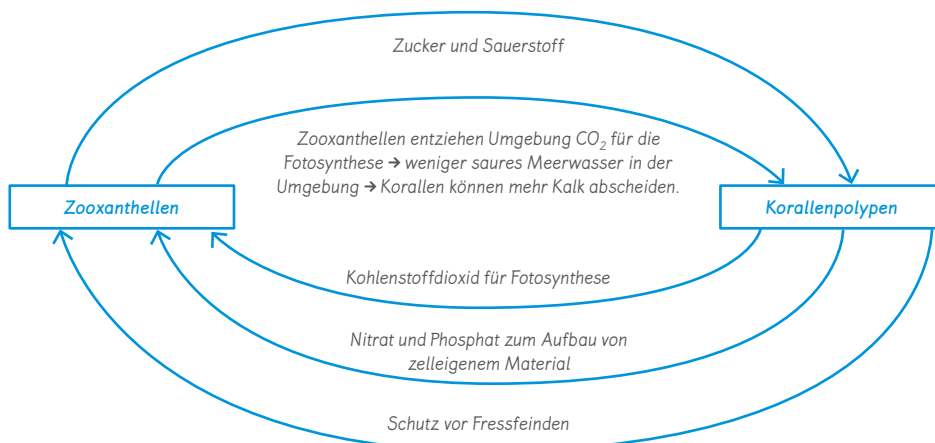 Zucker und Sauerstoff
Zooxanthellen entziehen Umgebung CO₂ für die
Fotosynthese → weniger saures Meerwasser in der
Umgebung → Korallen können mehr Kalk abscheiden.
Zooxanthellen
Korallenpolypen
Kohlenstoffdioxid für Fotosynthese
Nitrat und Phosphat zum Aufbau von
zelleigenem Material
Schutz vor Fressfeinden